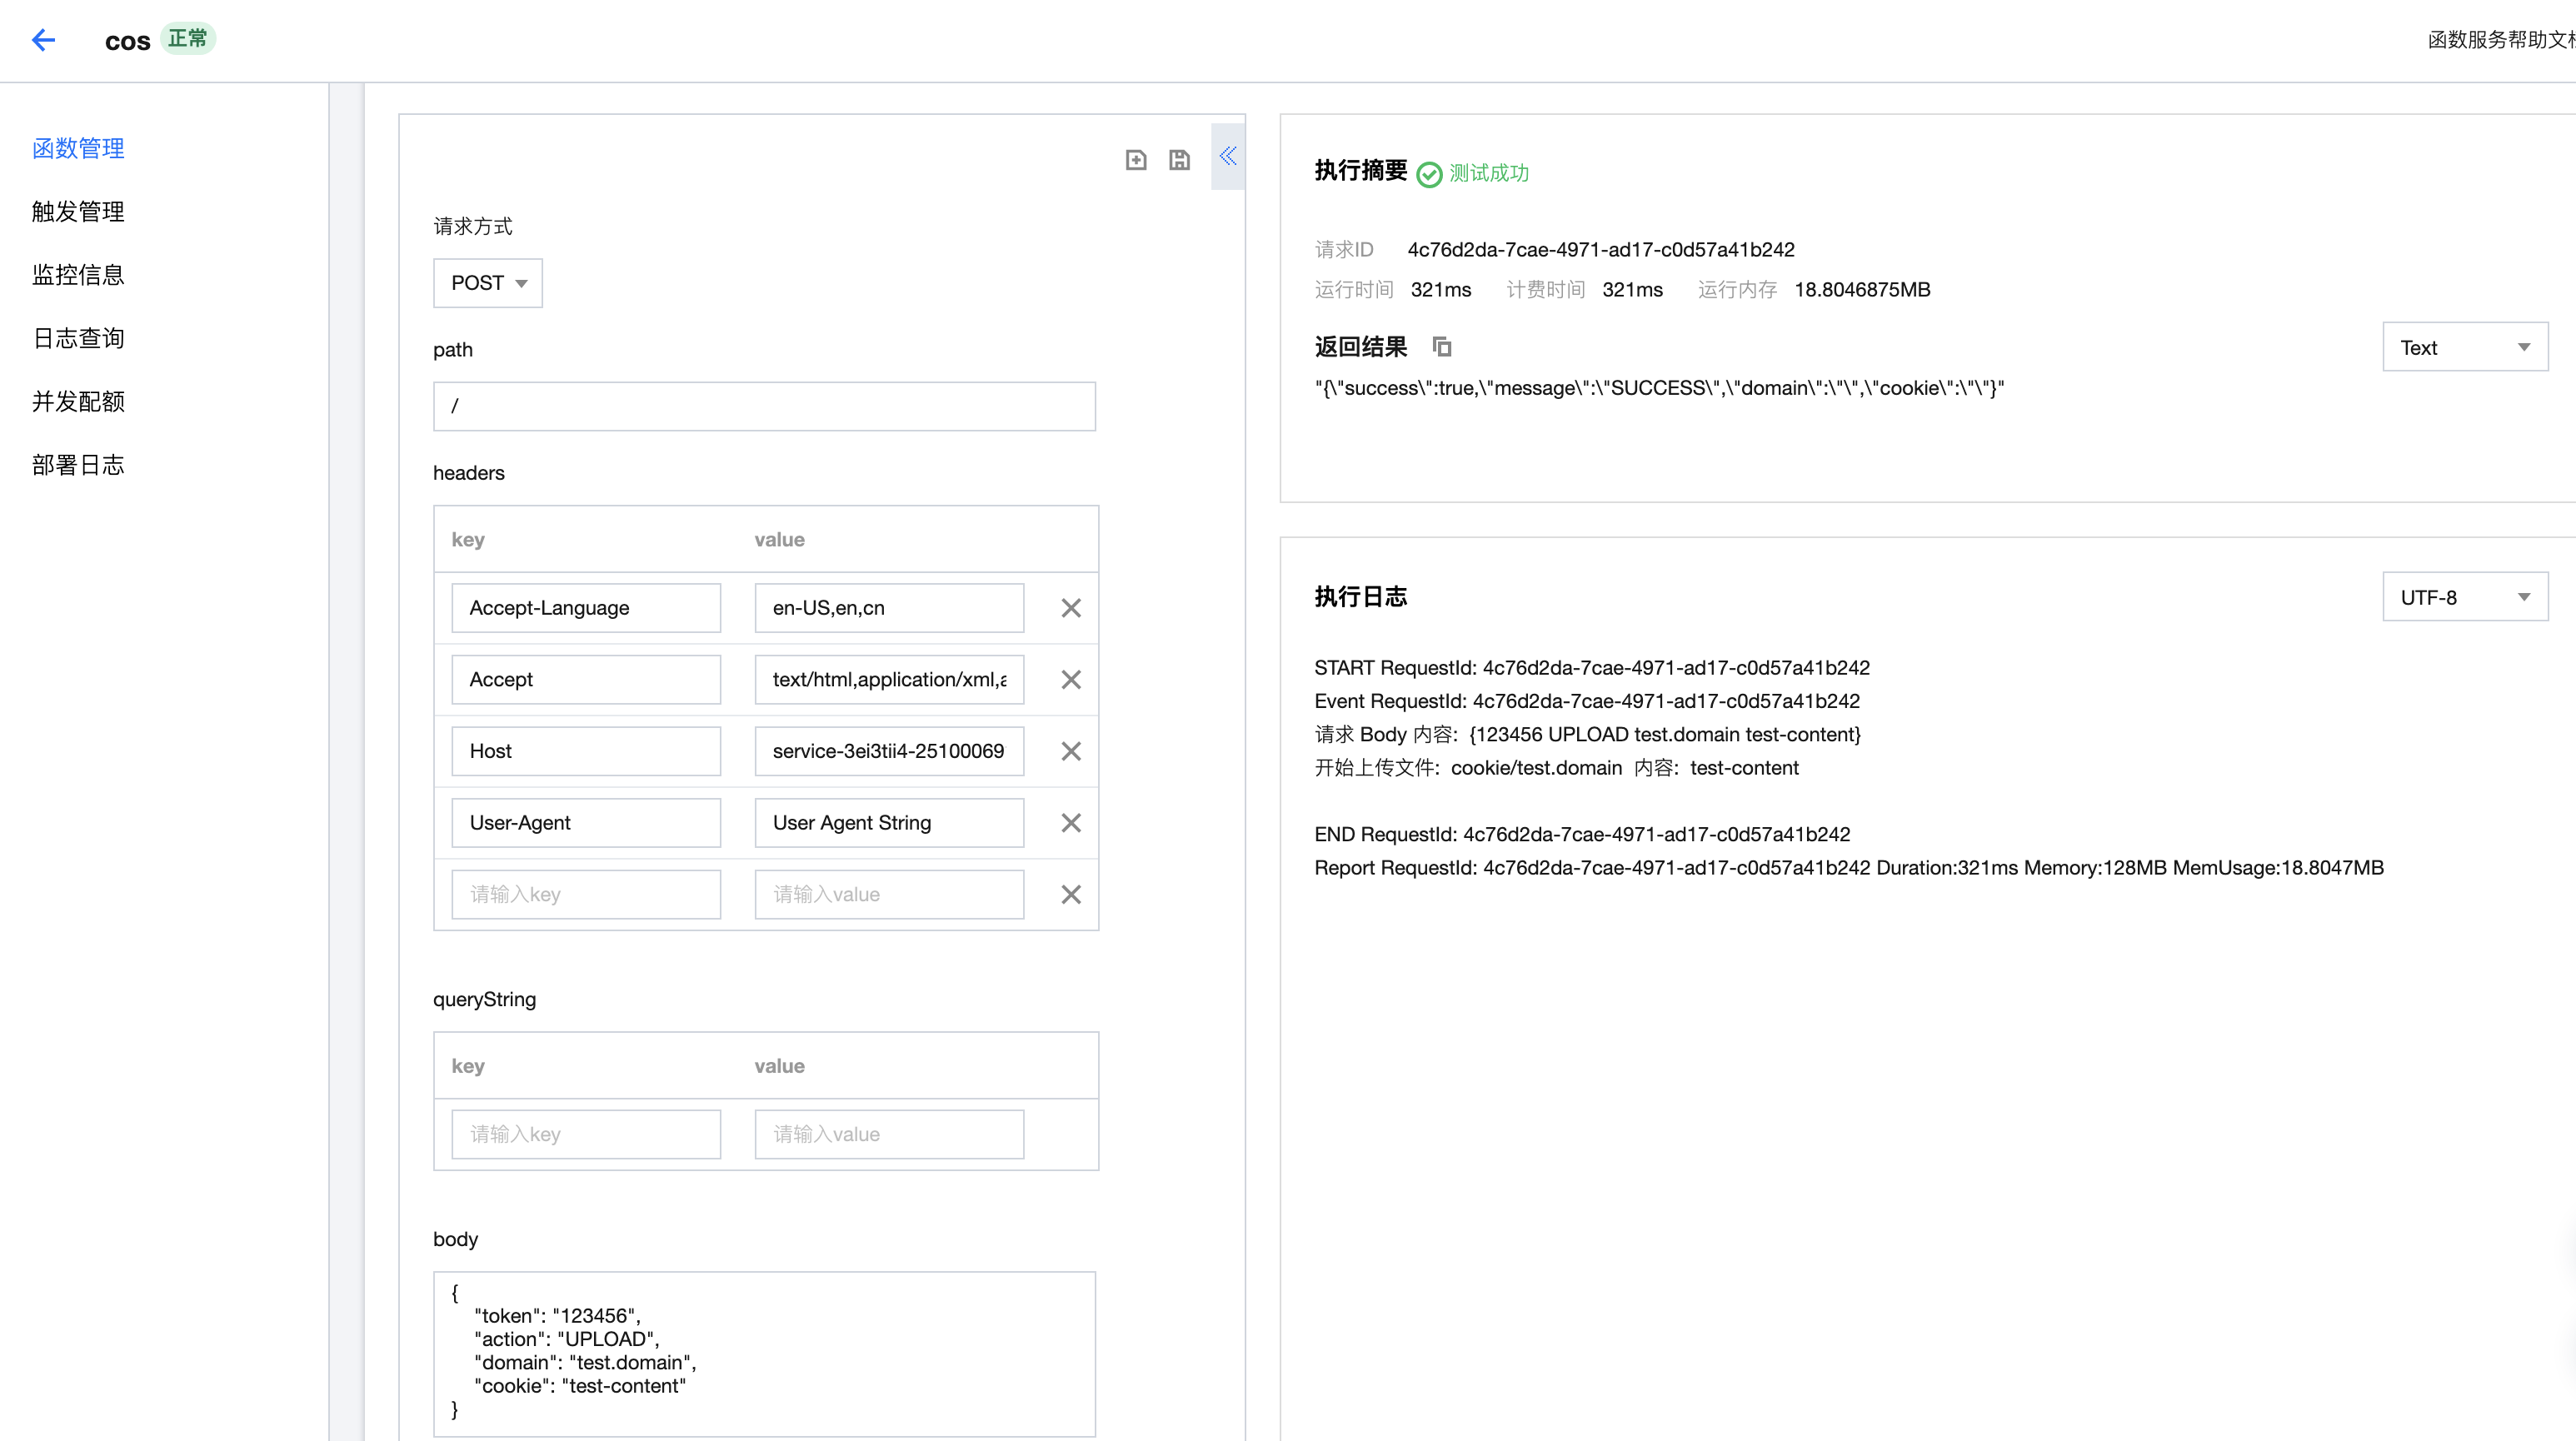 cos 正常
函数服务帮助文档
函数管理
触发管理
监控信息
日志查询
并发配额
部署日志
请求方式
POST
path
/
headers
key value
Accept-Language en-US,en,cn
Accept text/html,application/xml,a
Host service-3ei3tii4-25100069
User-Agent User Agent String
请输入key 请输入value
queryString
key value
请输入key 请输入value
body
{
"token": "123456",
"action": "UPLOAD",
"domain": "test.domain",
"cookie": "test-content"
}
执行摘要 测试成功
请求ID 4c76d2da-7cae-4971-ad17-c0d57a41b242
运行时间 321ms 计费时间 321ms 运行内存 18.8046875MB
返回结果 Text
"{\"success\":true,\"message\":\"SUCCESS\",\"domain\":\"\",\"cookie\":\"\"}"
执行日志 UTF-8
START RequestId: 4c76d2da-7cae-4971-ad17-c0d57a41b242
Event RequestId: 4c76d2da-7cae-4971-ad17-c0d57a41b242
请求 Body 内容: {123456 UPLOAD test.domain test-content}
开始上传文件: cookie/test.domain 内容: test-content
END RequestId: 4c76d2da-7cae-4971-ad17-c0d57a41b242
Report RequestId: 4c76d2da-7cae-4971-ad17-c0d57a41b242 Duration:321ms Memory:128MB MemUsage:18.8047MB